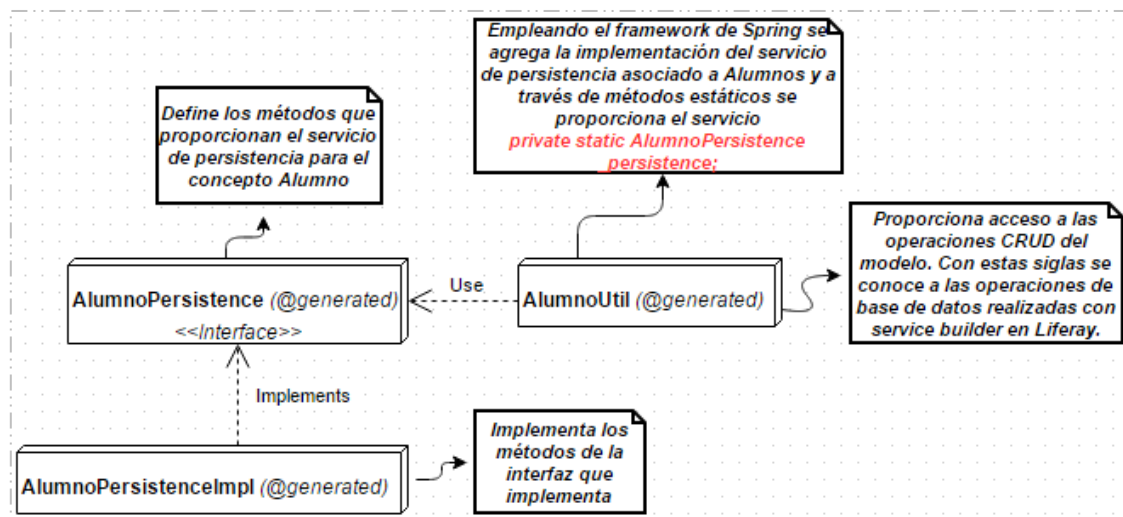 Empleando el framework de Spring se
agrega la implementación del servicio
de persistencia asociado a Alumnos y a
través de métodos estáticos se
proporciona el servicio
private static AlumnoPersistence
_persistence;
Define los métodos que
proporcionan el servicio
de persistencia para el
concepto Alumno
Proporciona acceso a las
operaciones CRUD del
modelo. Con estas siglas se
conoce a las operaciones de
base de datos realizadas con
service builder en Liferay.
AlumnoPersistence (@generated)
<<Interface>>
Use
AlumnoUtil (@generated)
Implements
AlumnoPersistenceImpl (@generated)
Implementa los
métodos de la
interfaz que
implementa